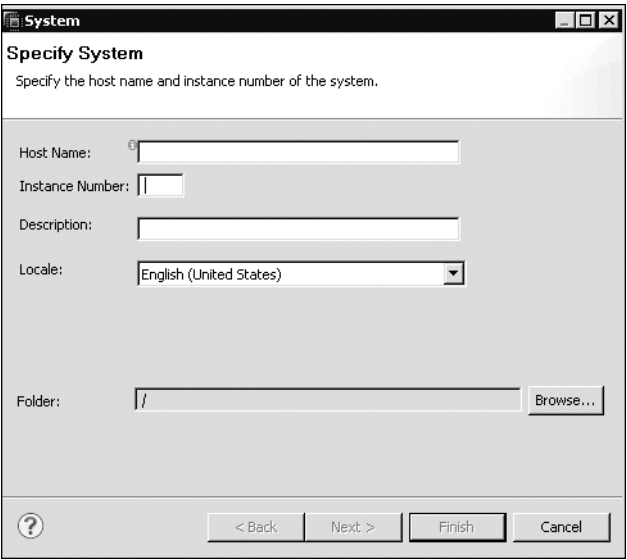 System
Specify System
Specify the host name and instance number of the system.
Host Name:
Instance Number:
Description:
Locale: English (United States)
Folder: / Browse...
? < Back Next > Finish Cancel